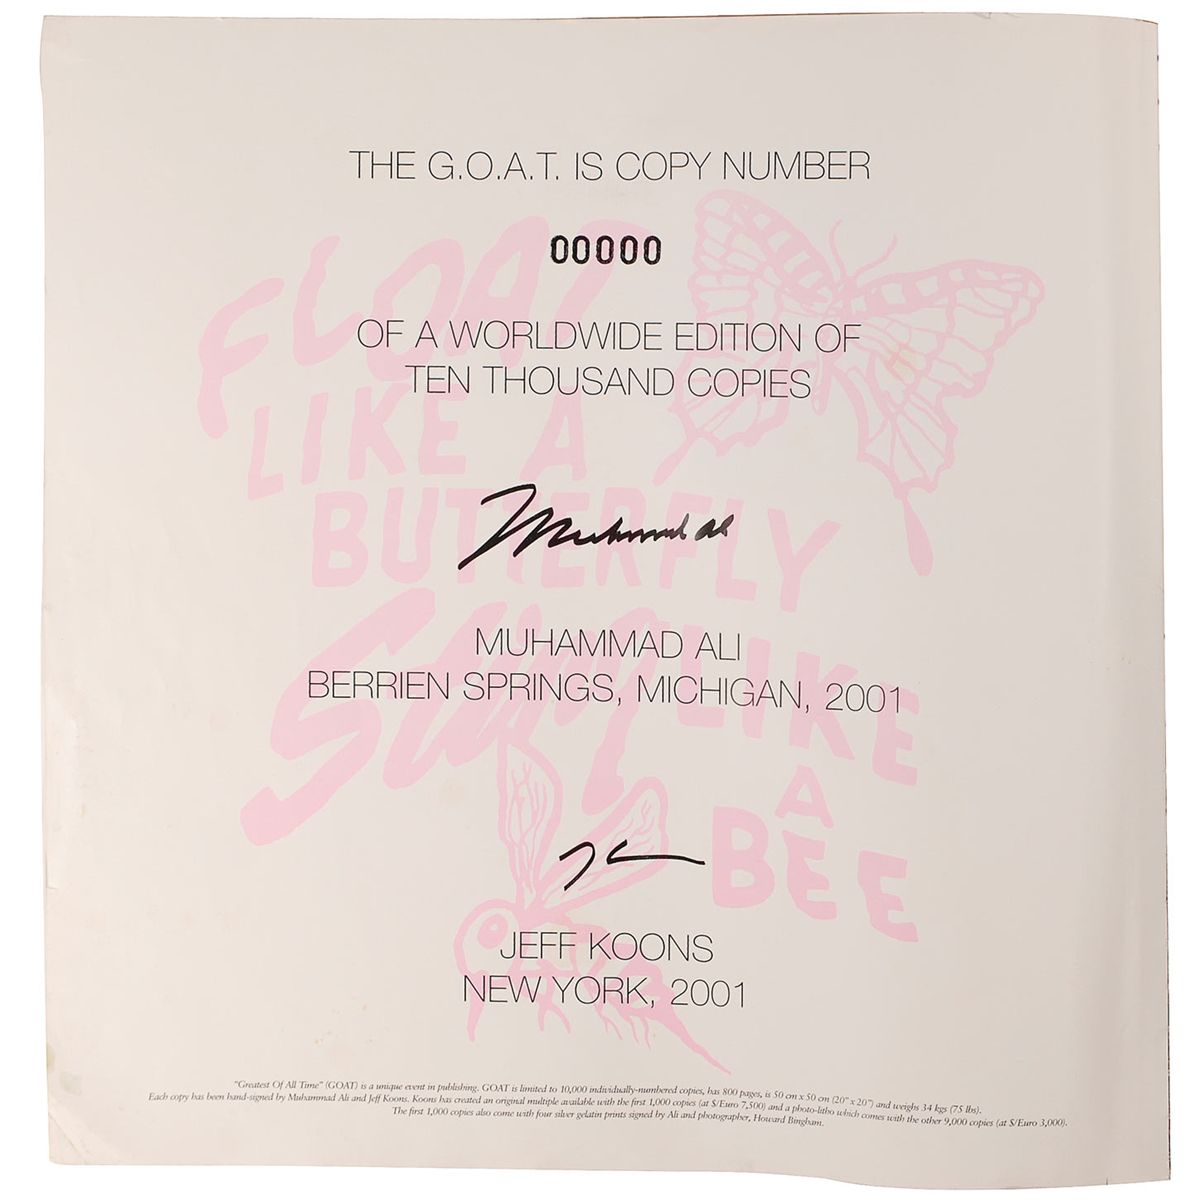 THE G.O.A.T. IS COPY NUMBER
00000
OF A WORLDWIDE EDITION OF
TEN THOUSAND COPIES
FLOAT
LIKE A
BUTTERFLY
STING LIKE
A
BEE
Muhammad Ali
MUHAMMAD ALI
BERRIEN SPRINGS, MICHIGAN, 2001
JK
JEFF KOONS
NEW YORK, 2001
"Greatest Of All Time" (GOAT) is a unique event in publishing. GOAT is limited to 10,000 individually-numbered copies, has 800 pages, is 50 cm x 50 cm (20" x 20") and weighs 34 kgs (75 lbs).
Each copy has been hand-signed by Muhammad Ali and Jeff Koons. Koons has created an original multiple available with the first 1,000 copies (at $/Euro 7,500) and a photo-litho which comes with the other 9,000 copies (at $/Euro 3,000).
The first 1,000 copies also come with four silver gelatin prints signed by Ali and photographer, Howard Bingham.